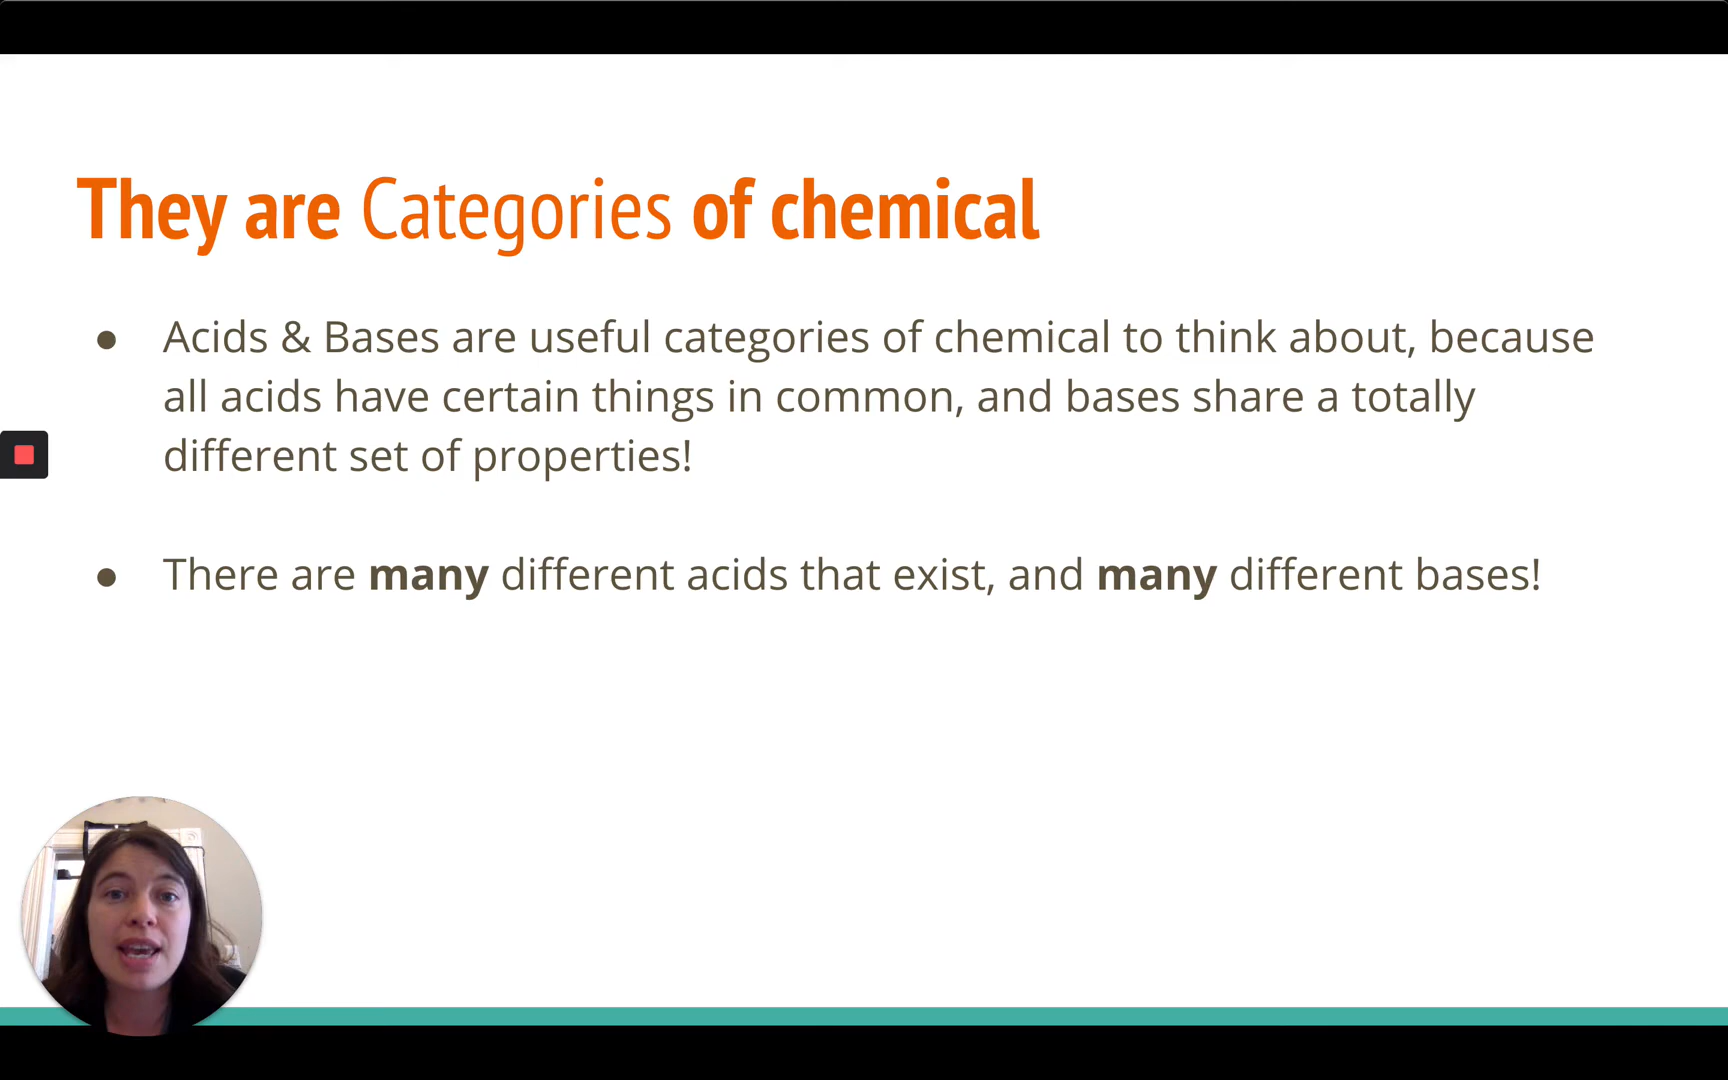 They are Categories of chemical
● Acids & Bases are useful categories of chemical to think about, because
all acids have certain things in common, and bases share a totally
different set of properties!
● There are many different acids that exist, and many different bases!